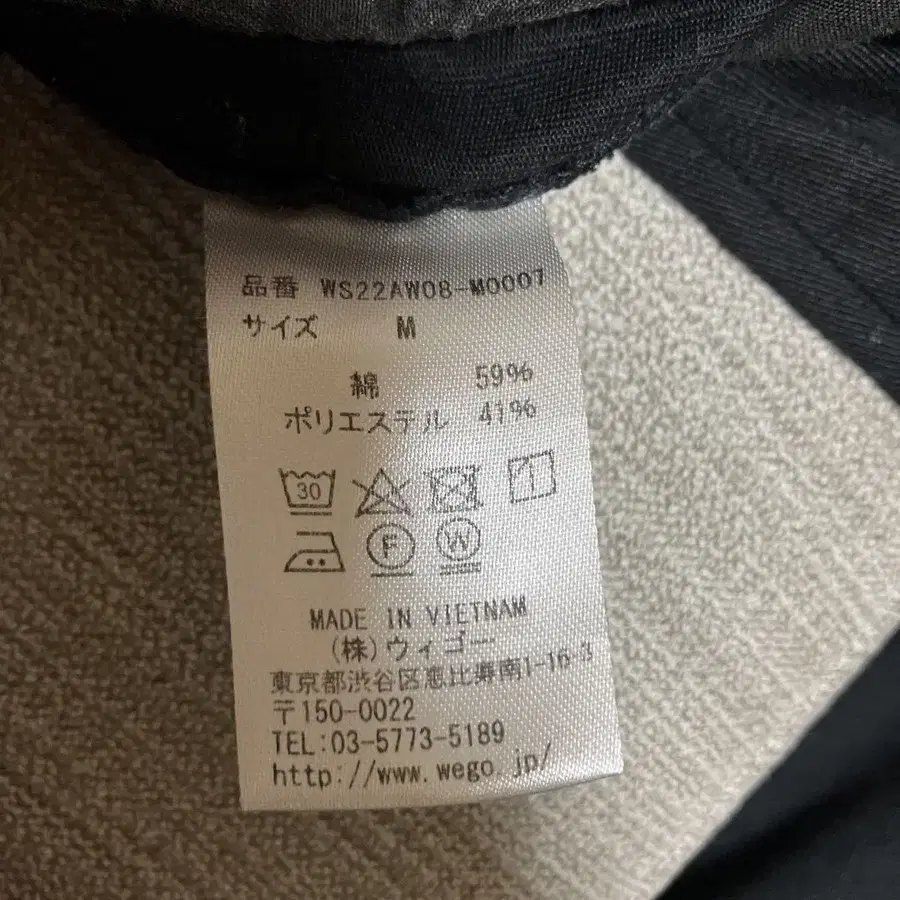 品番 WS22AW08-M0007
サイズ M
綿 59%
ポリエステル 41%
30 1
F W
MADE IN VIETNAM
(株)ウィゴー
東京都渋谷区恵比寿南1-16-3
〒150-0022
TEL:03-5773-5189
http://www.wego.jp/